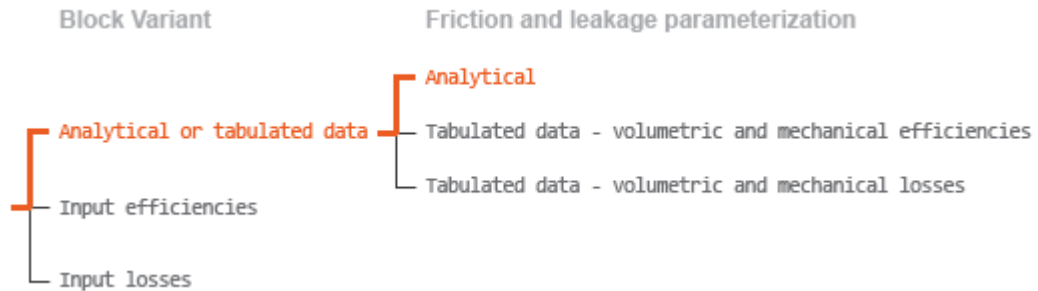 Block Variant
Friction and leakage parameterization
Analytical
Analytical or tabulated data
Tabulated data - volumetric and mechanical efficiencies
Tabulated data - volumetric and mechanical losses
Input efficiencies
Input losses